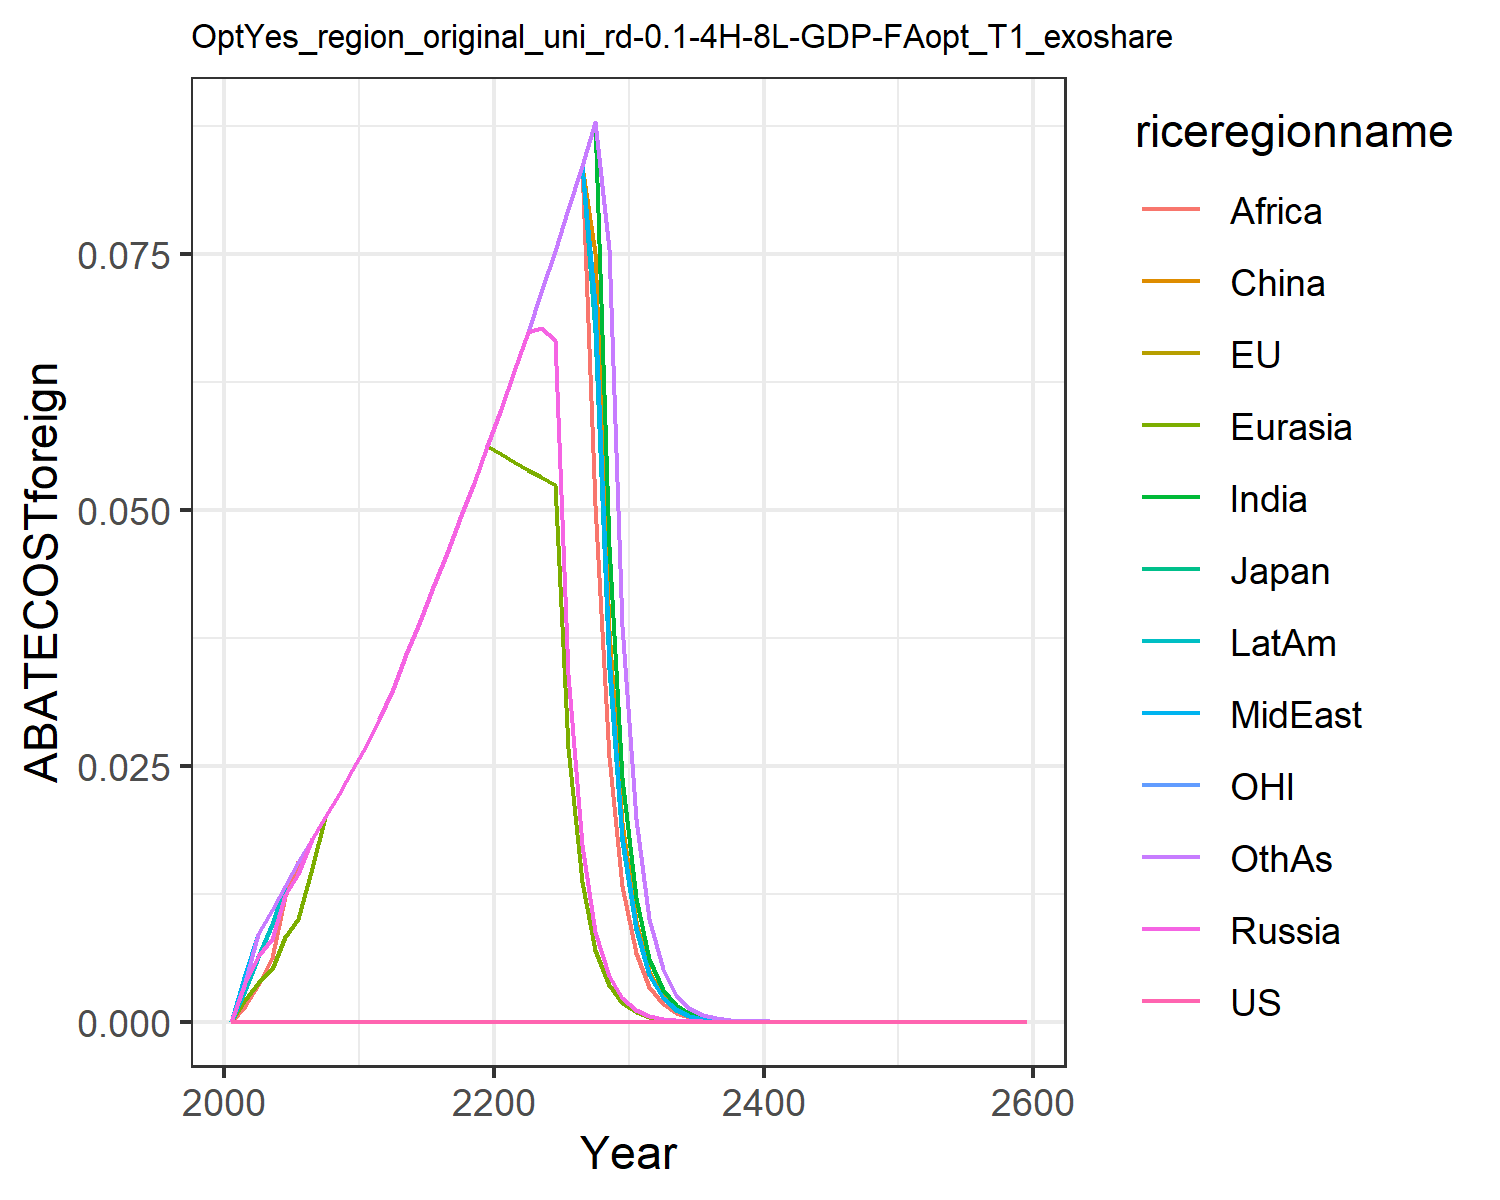 OptYes_region_original_uni_rd-0.1-4H-8L-GDP-FAopt_T1_exoshare
ABATECOSTforeign
0.075
0.050
0.025
0.000
2000
2200
2400
2600
Year
riceregionname
Africa
China
EU
Eurasia
India
Japan
LatAm
MidEast
OHI
OthAs
Russia
US